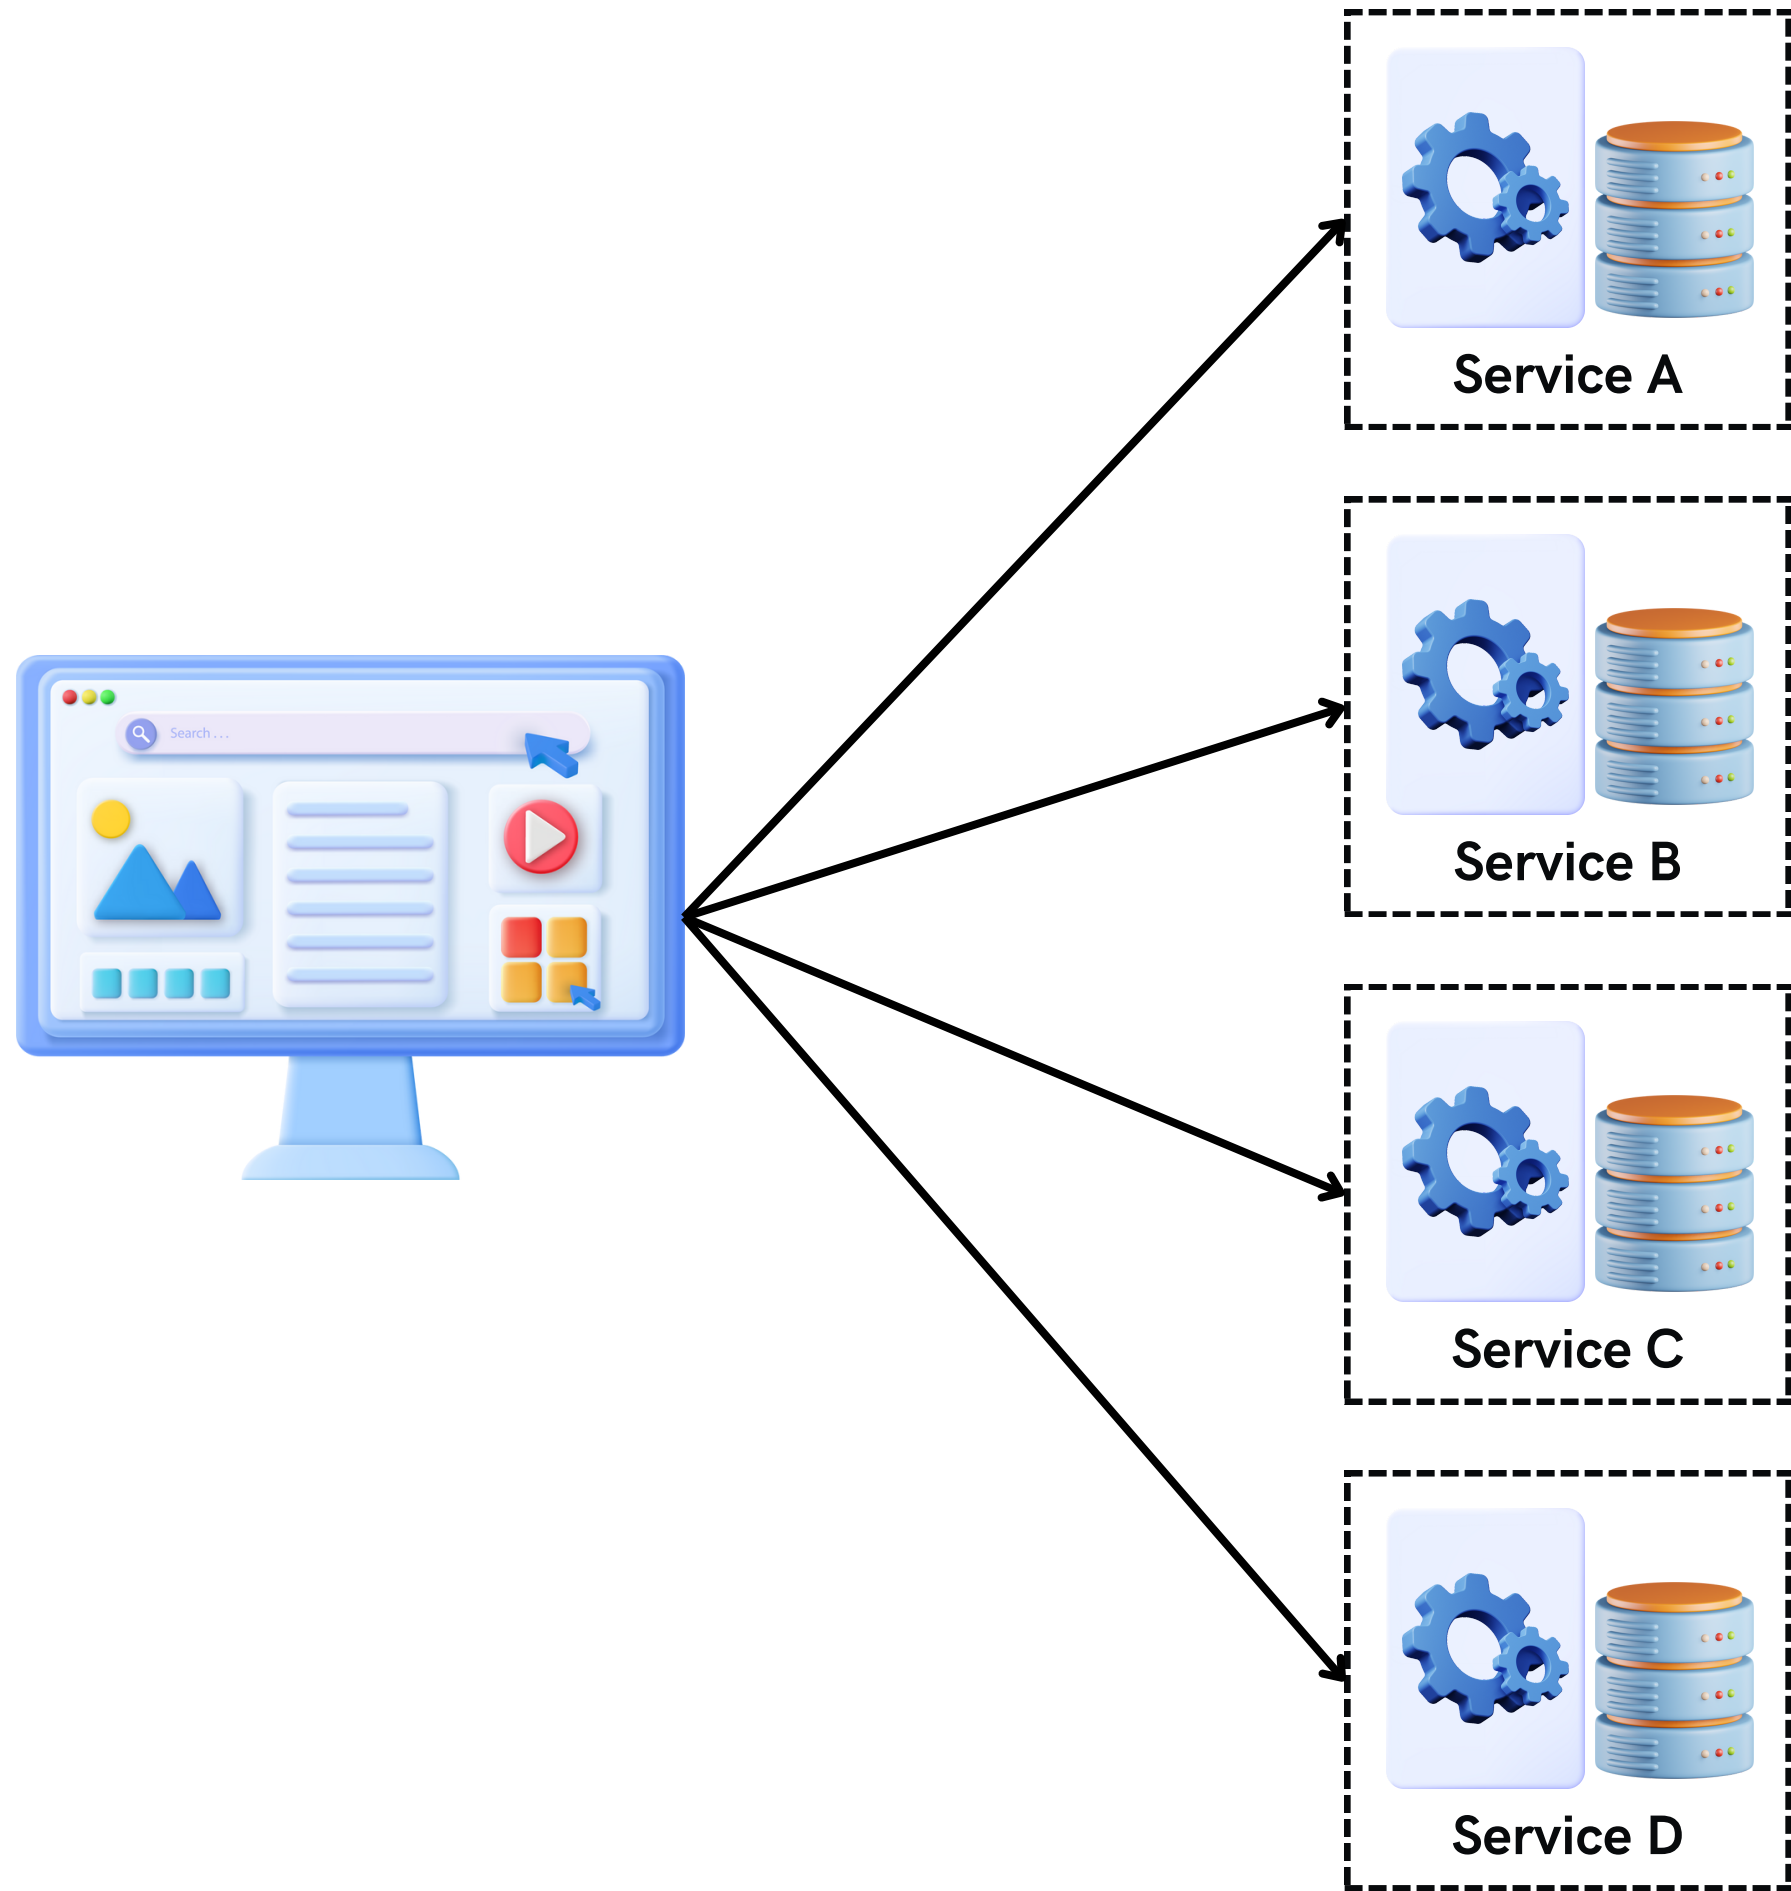 Service A
Service B
Search . . .
Service C
Service D